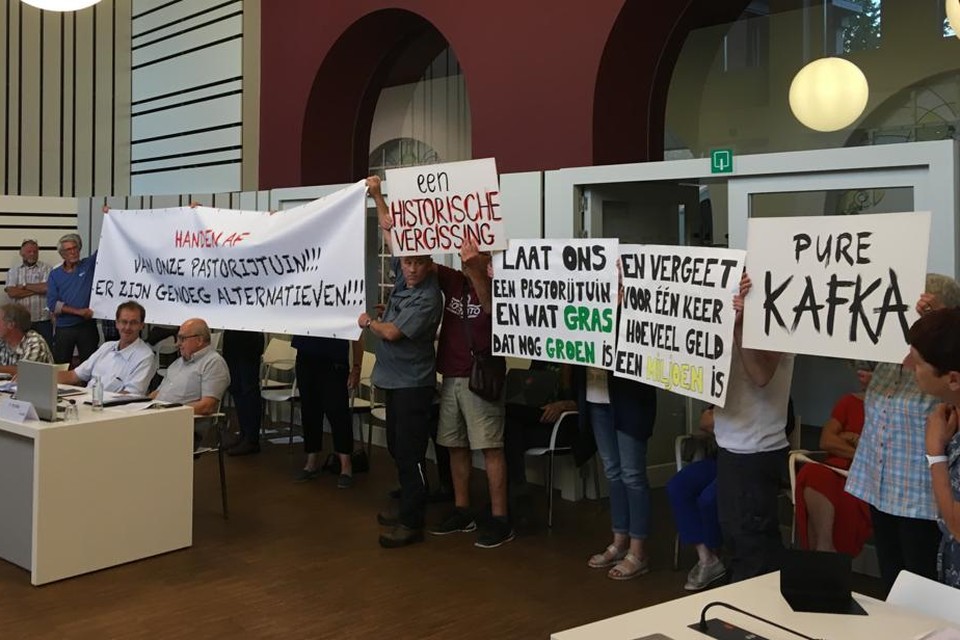 HANDEN AF
VAN ONZE PASTORIJTUIN!!!
ER ZIJN GENOEG ALTERNATIEVEN!!!
een
HISTORISCHE
VERGISSING
LAAT ONS
EEN PASTORIJTUIN
EN WAT GRAS
DAT NOG GROEN IS
EN VERGEET
VOOR ÉÉN KEER
HOEVEEL GELD
EEN MILJOEN IS
PURE
KAFKA